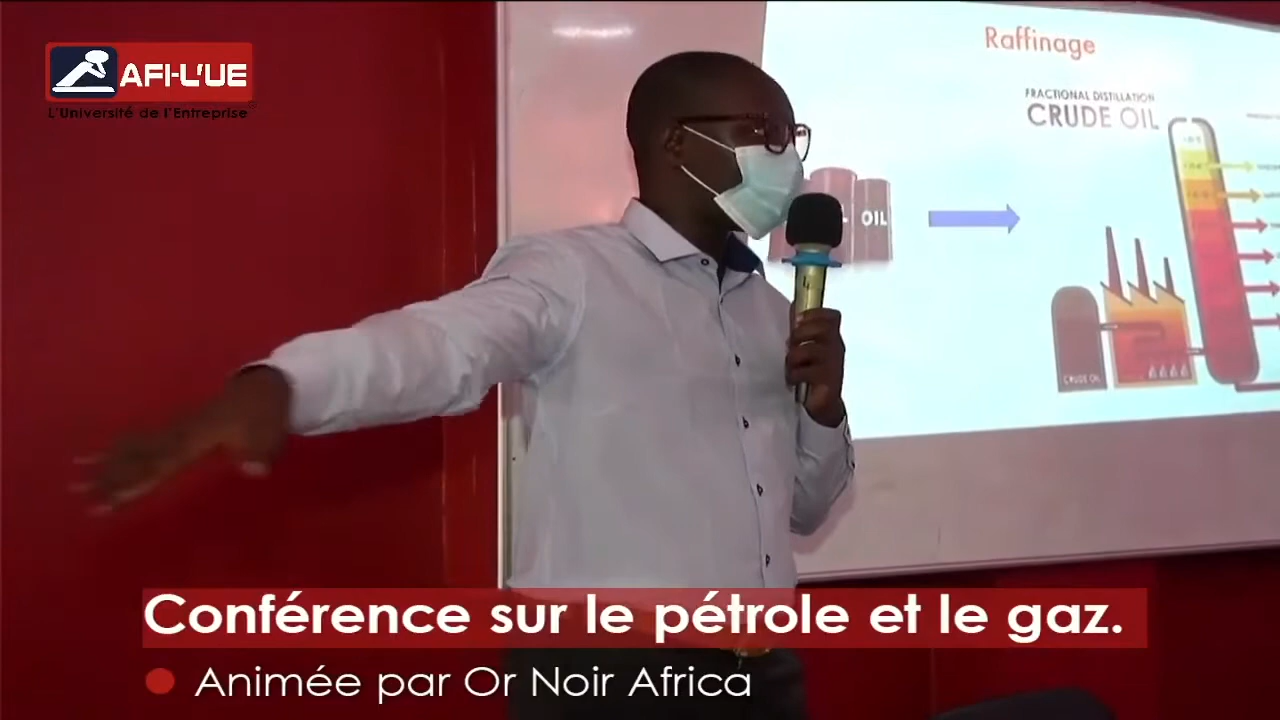 AFI-L'UE
L'Université de l'Entreprise
Raffinage
FRACTIONAL DISTILLATION
CRUDE OIL
OIL
CRUDE OIL
Conférence sur le pétrole et le gaz.
Animée par Or Noir Africa